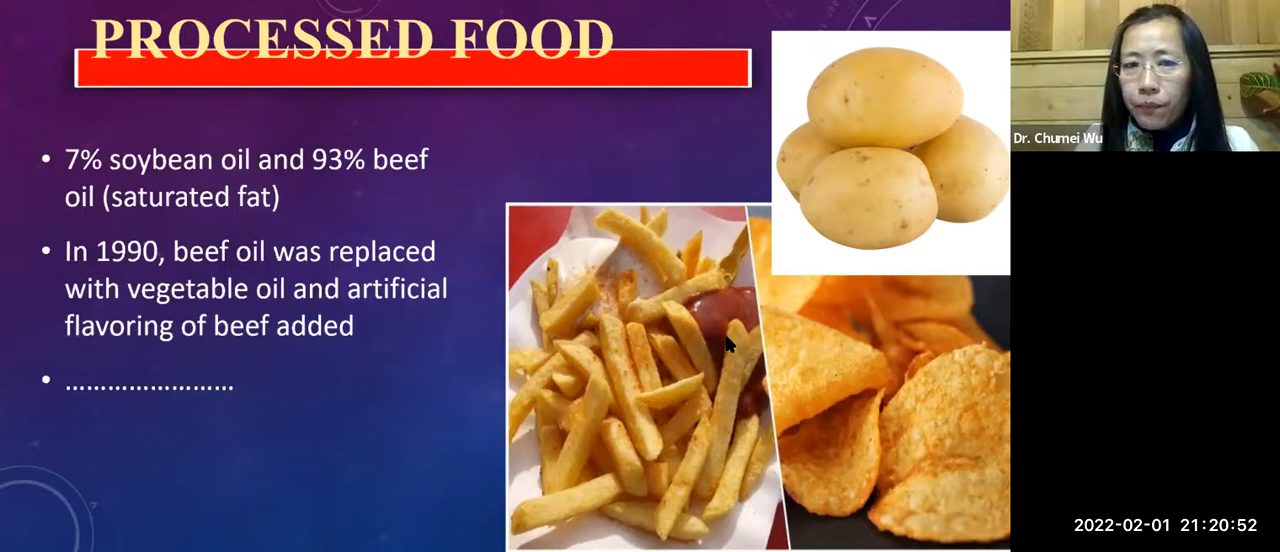 PROCESSED FOOD
• 7% soybean oil and 93% beef
oil (saturated fat)
• In 1990, beef oil was replaced
with vegetable oil and artificial
flavoring of beef added
• ........................
Dr. Chumei Wu
2022-02-01 21:20:52